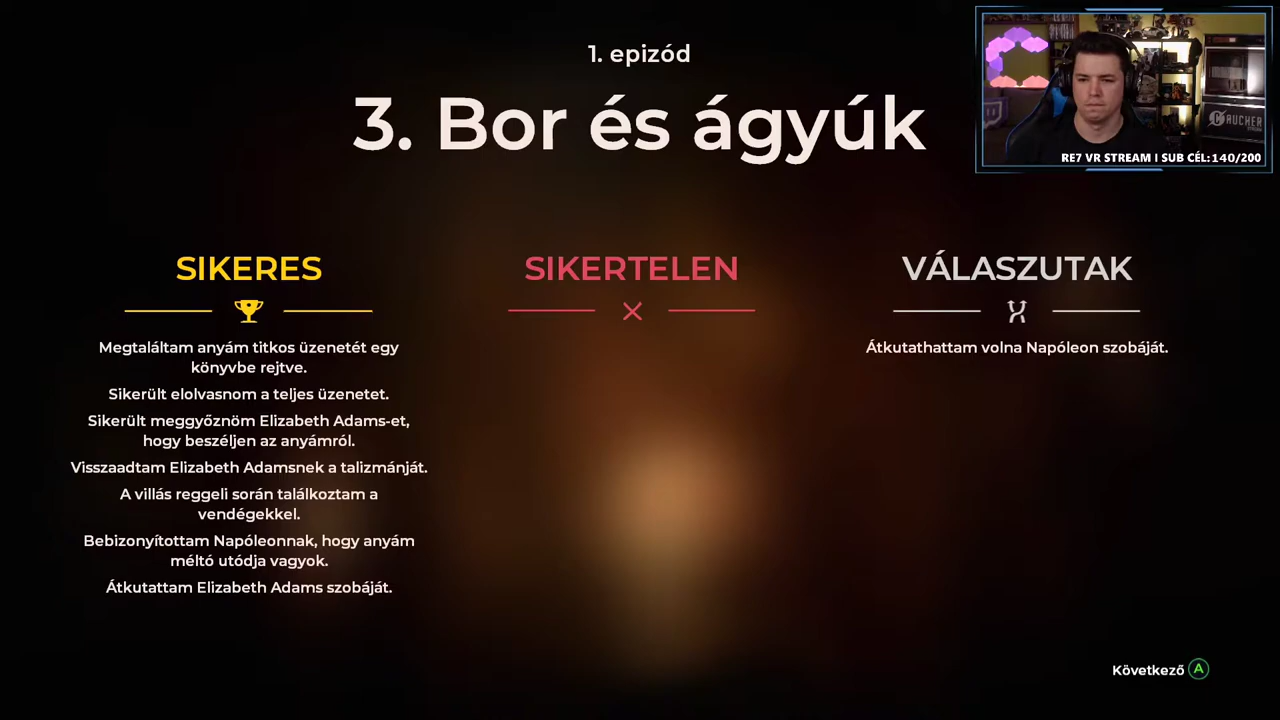 1. epizód
3. Bor és ágyúk
RE7 VR STREAM | SUB CÉL:140/200
SIKERES
SIKERTELEN
VÁLASZUTAK
Megtaláltam anyám titkos üzenetét egy
könyvbe rejtve.
Sikerült elolvasnom a teljes üzenetet.
Sikerült meggyőznöm Elizabeth Adams-et,
hogy beszéljen az anyámról.
Visszaadtam Elizabeth Adamsnek a talizmánját.
A villás reggeli során találkoztam a
vendégekkel.
Bebizonyítottam Napóleonnak, hogy anyám
méltó utódja vagyok.
Átkutattam Elizabeth Adams szobáját.
Átkutathattam volna Napóleon szobáját.
Következő A